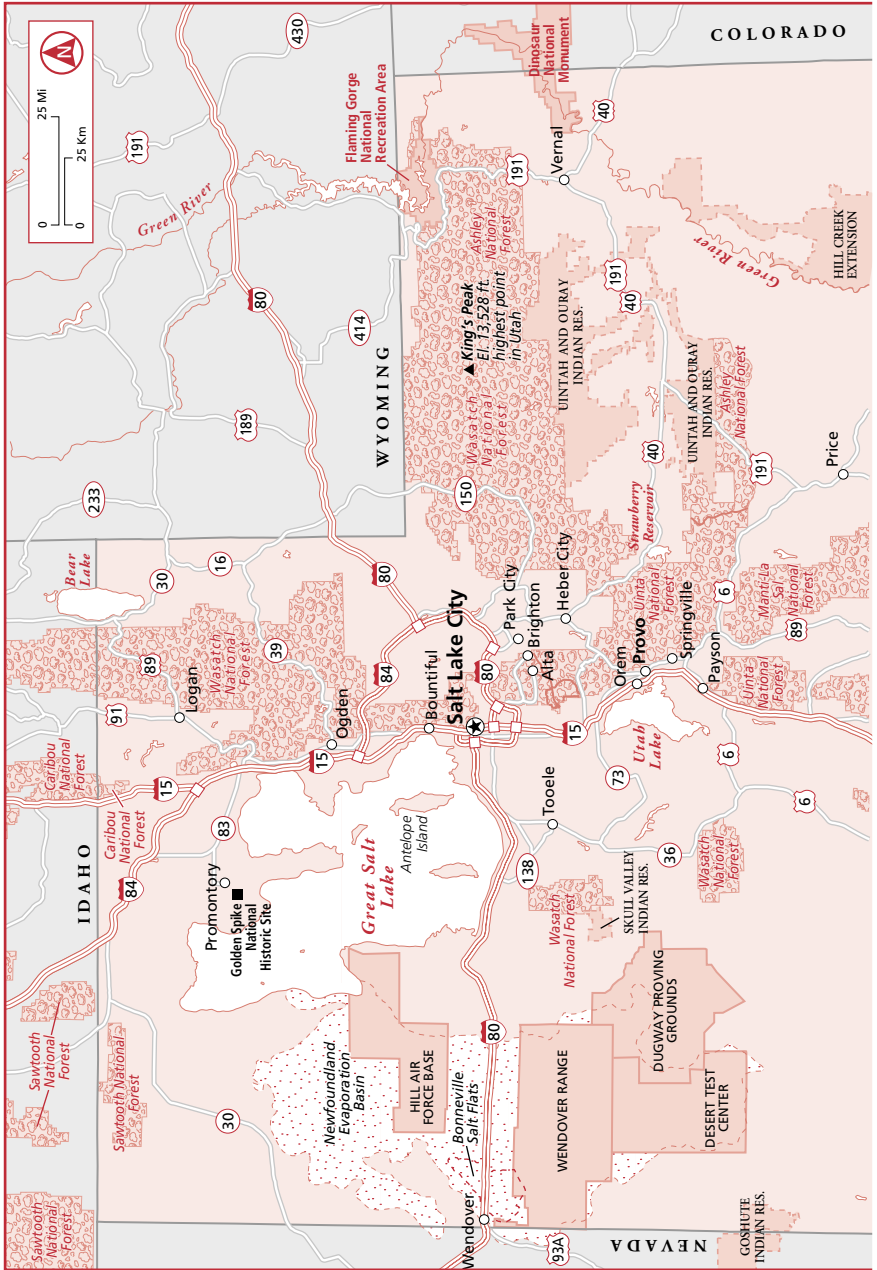 N
0
25 Mi
0
25 Km
430
COLORADO
191
Flaming Gorge
National
Recreation Area
Dinosaur
National
Monument
Green River
40
Vernal
191
80
Ashley
National
Forest
Green River
HILL CREEK
EXTENSION
414
King's Peak
El. 13,528 ft.
highest point
in Utah
UINTAH AND OURAY
INDIAN RES.
191
40
WYOMING
189
Wasatch
National
Forest
UINTAH AND OURAY
INDIAN RES.
Ashley
National Forest
40
191
Price
233
150
Strawberry
Reservoir
Bear
Lake
30
16
80
Park City
Brighton
Alta
Heber City
Uinta
National
Forest
6
Manti-La
Sal
National
Forest
89
89
Logan
Wasatch
National
Forest
39
84
80
Orem
Provo
Springville
Payson
Uinta
National
Forest
91
Ogden
Bountiful
Salt Lake City
Caribou
National
Forest
15
15
15
Utah
Lake
6
IDAHO
Caribou
National
Forest
83
73
6
84
Promontory
Golden Spike
National
Historic Site
Great Salt
Lake
Antelope
Island
138
Tooele
36
Wasatch
National
Forest
Wasatch
National Forest
SKULL VALLEY
INDIAN RES.
Sawtooth
National
Forest
Sawtooth National
Forest
30
Newfoundland
Evaporation
Basin
HILL AIR
FORCE BASE
80
Bonneville
Salt Flats
WENDOVER RANGE
DUGWAY PROVING
GROUNDS
DESERT TEST
CENTER
Sawtooth
National
Forest
Wendover
93A
NEVADA
GOSHUTE
INDIAN RES.